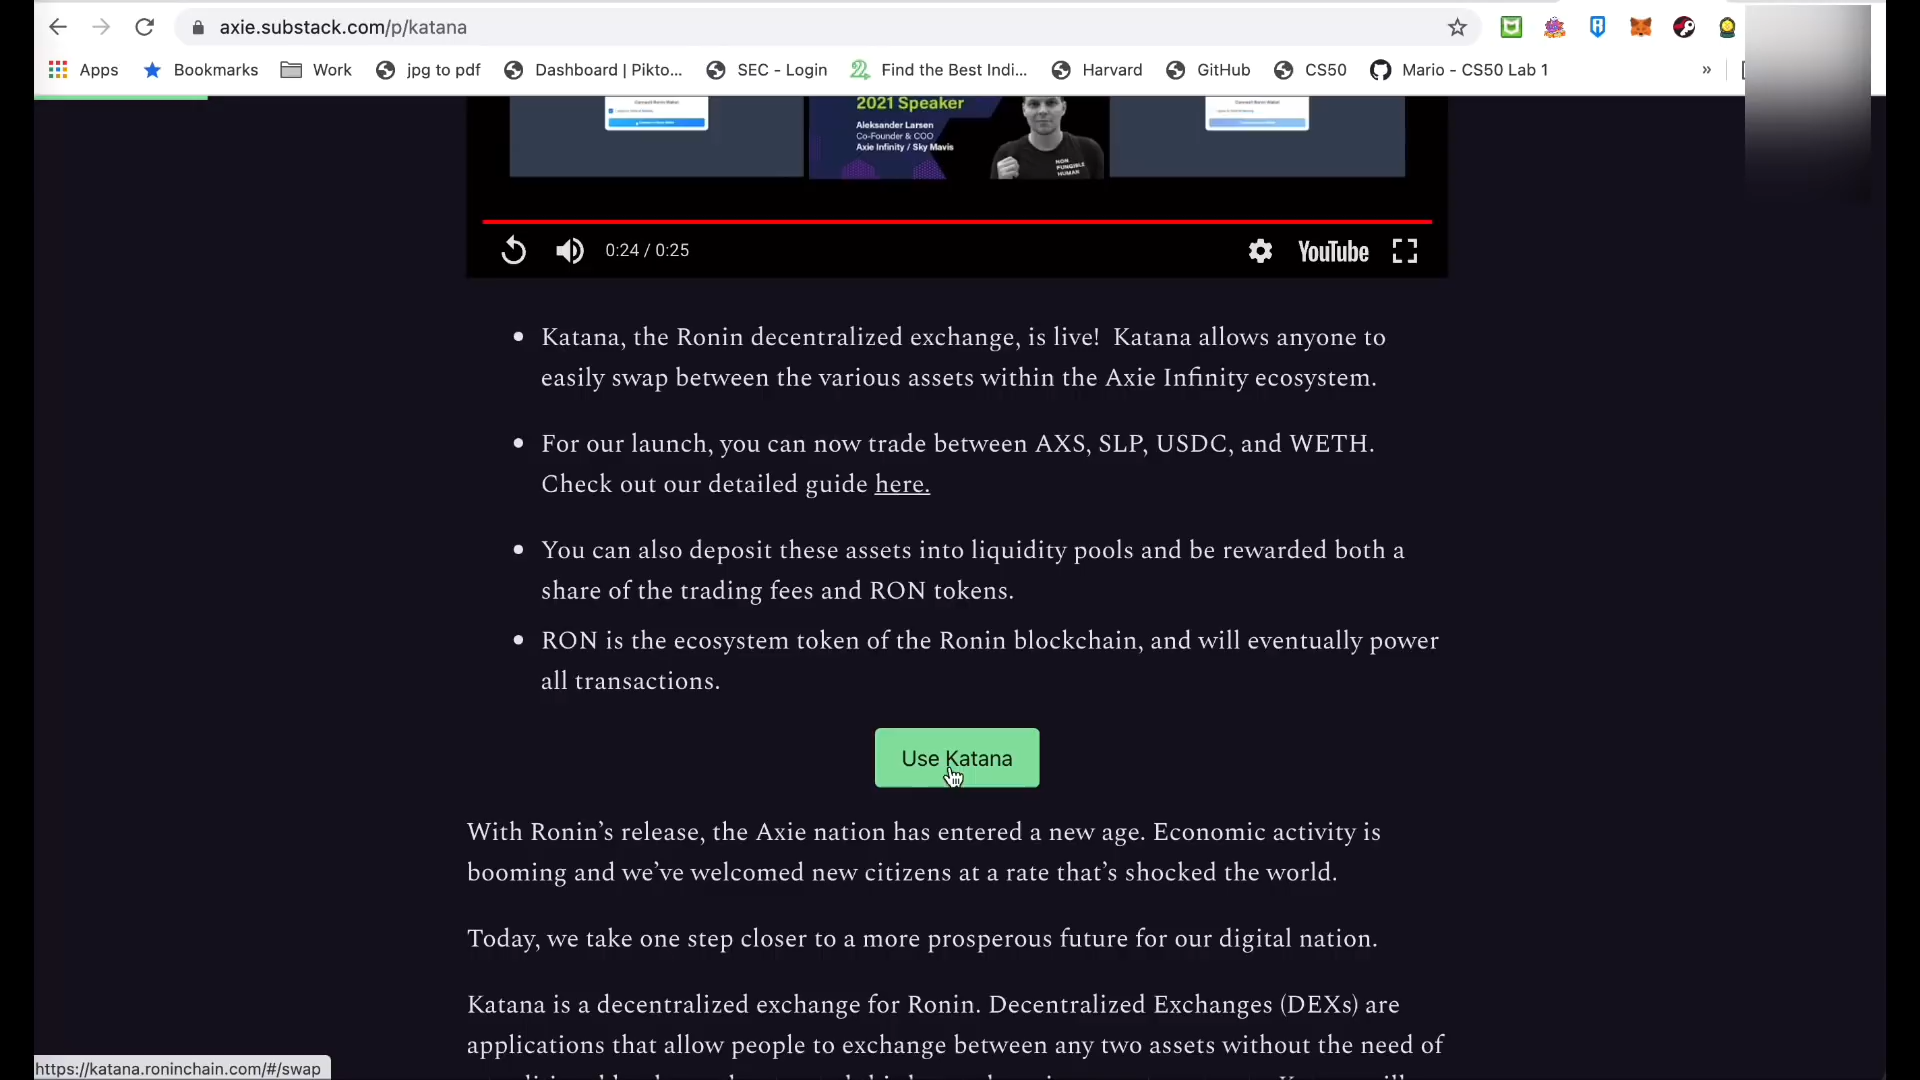 axie.substack.com/p/katana
Apps Bookmarks Work jpg to pdf Dashboard | Pikto... SEC - Login Find the Best Indi... Harvard GitHub CS50 Mario - CS50 Lab 1 »
2021 Speaker
Aleksander Larsen
Co-Founder & COO
Axie Infinity / Sky Mavis
NON
FUNGIBLE
HUMAN
0:24 / 0:25 YouTube
• Katana, the Ronin decentralized exchange, is live! Katana allows anyone to
easily swap between the various assets within the Axie Infinity ecosystem.
• For our launch, you can now trade between AXS, SLP, USDC, and WETH.
Check out our detailed guide here.
• You can also deposit these assets into liquidity pools and be rewarded both a
share of the trading fees and RON tokens.
• RON is the ecosystem token of the Ronin blockchain, and will eventually power
all transactions.
Use Katana
With Ronin’s release, the Axie nation has entered a new age. Economic activity is
booming and we’ve welcomed new citizens at a rate that’s shocked the world.
Today, we take one step closer to a more prosperous future for our digital nation.
Katana is a decentralized exchange for Ronin. Decentralized Exchanges (DEXs) are
applications that allow people to exchange between any two assets without the need of
https://katana.roninchain.com/#/swap